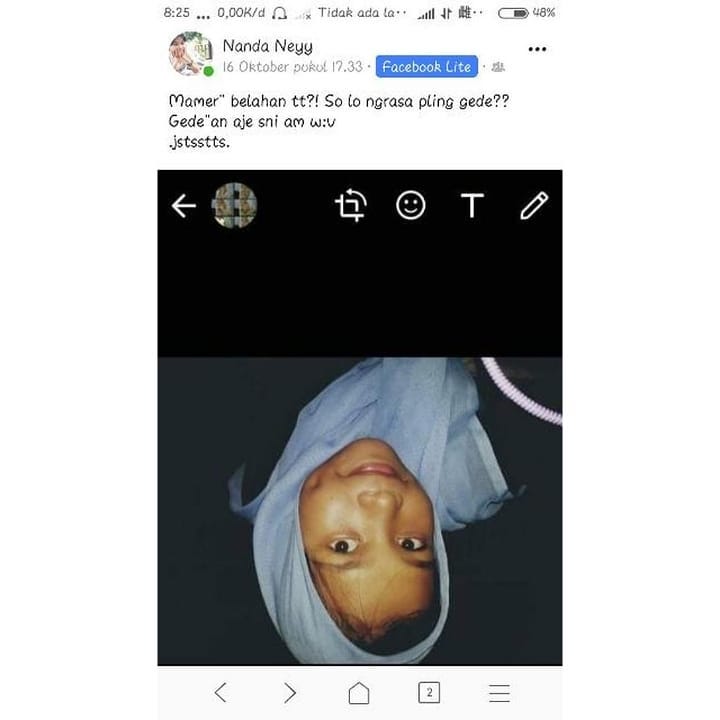 8:25 ... 0,00K/d Tidak ada la·· 雌·· 48%
Nanda Neyy
16 Oktober pukul 17.33 · Facebook Lite ·
Mamer" belahan tt?! So lo ngrasa pling gede??
Gede"an aje sni am w:v
.jstsstts.
T
2